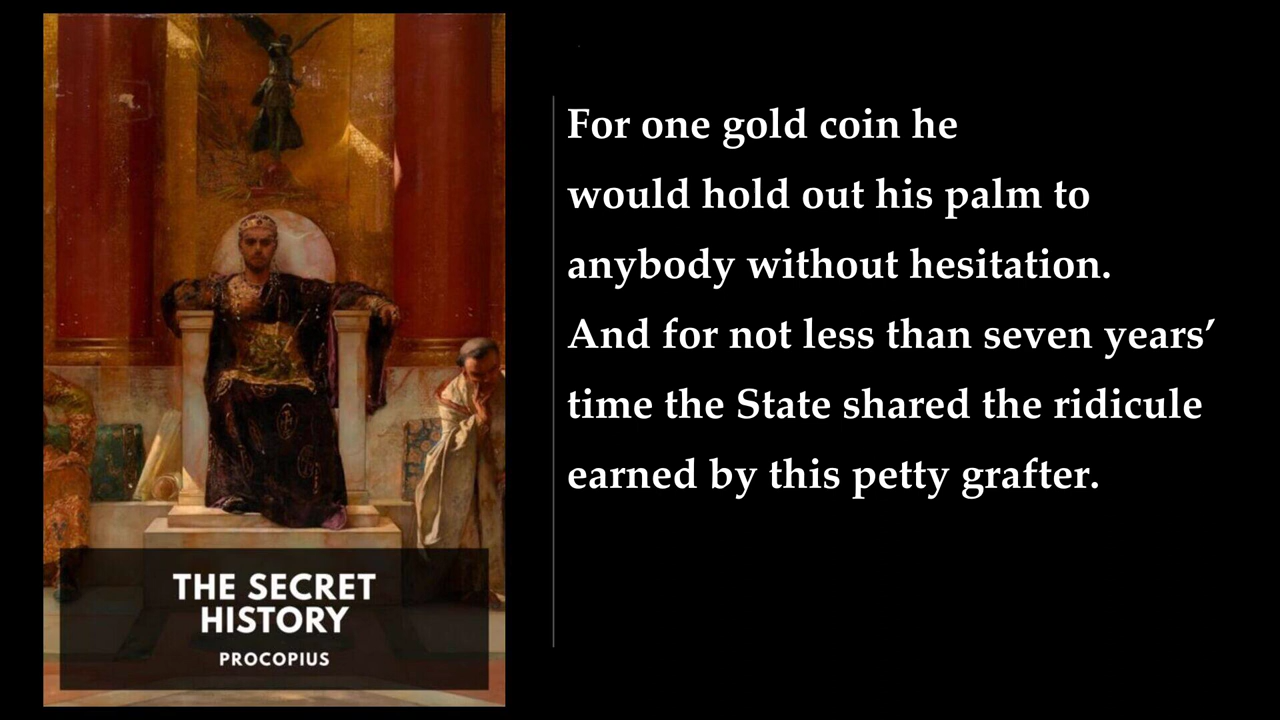 THE SECRET
HISTORY
PROCOPIUS
For one gold coin he
would hold out his palm to
anybody without hesitation.
And for not less than seven years’
time the State shared the ridicule
earned by this petty grafter.